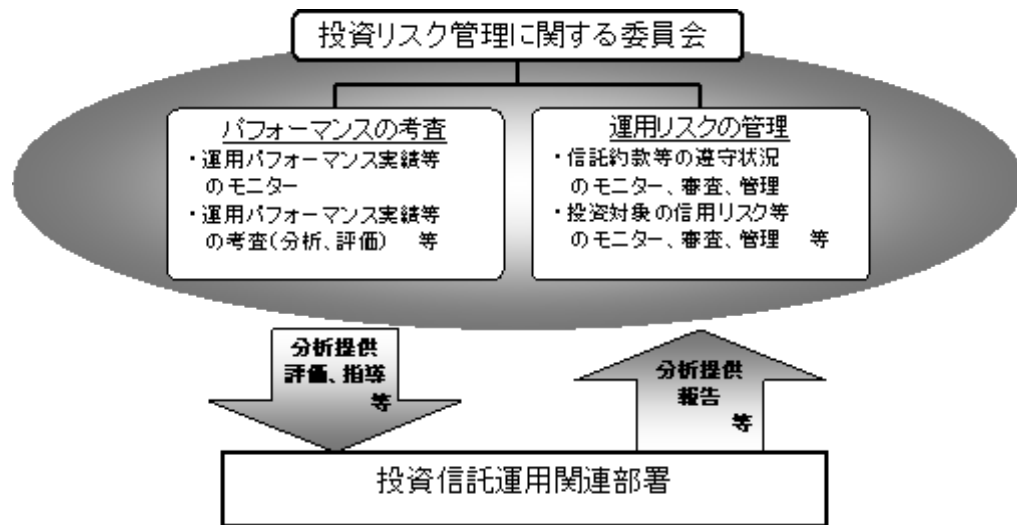 投資リスク管理に関する委員会
パフォーマンスの考査
・運用パフォーマンス実績等
のモニター
・運用パフォーマンス実績等
の考査(分析、評価) 等
運用リスクの管理
・信託約款等の遵守状況
のモニター、審査、管理
・投資対象の信用リスク等
のモニター、審査、管理 等
分析提供
評価、指導
等
分析提供
報告
等
投資信託運用関連部署